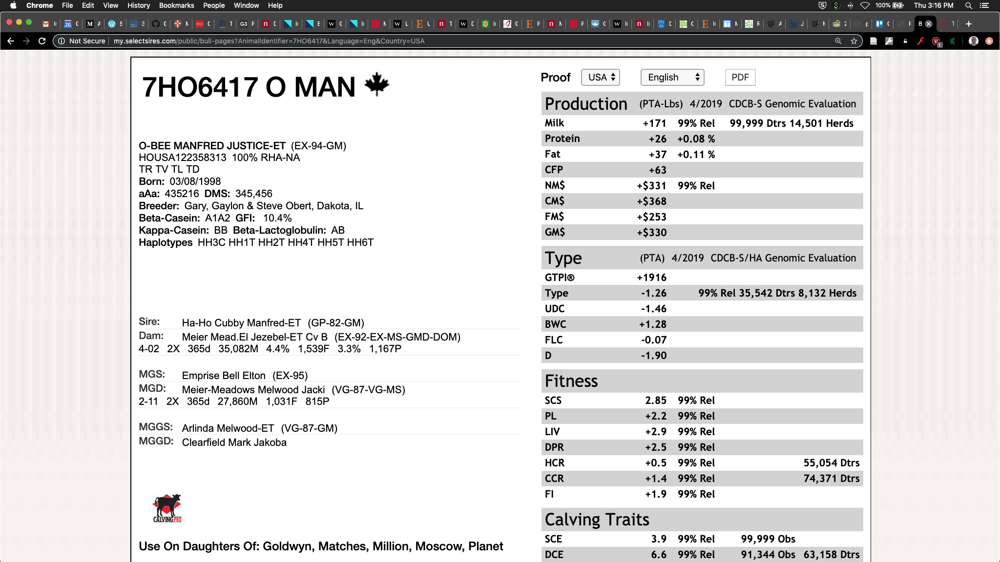 Chrome File Edit View History Bookmarks People Window Help 100% Thu 3:16 PM
Not Secure my.selectsires.com/public/bull-pages?AnimalIdentifier=7HO6417&Language=Eng&Country=USA
7HO6417 O MAN
O-BEE MANFRED JUSTICE-ET (EX-94-GM)
HOUSA122358313 100% RHA-NA
TR TV TL TD
Born: 03/08/1998
aAa: 435216 DMS: 345,456
Breeder: Gary, Gaylon & Steve Obert, Dakota, IL
Beta-Casein: A1A2 GFI: 10.4%
Kappa-Casein: BB Beta-Lactoglobulin: AB
Haplotypes HH3C HH1T HH2T HH4T HH5T HH6T
Sire: Ha-Ho Cubby Manfred-ET (GP-82-GM)
Dam: Meier Mead.El Jezebel-ET Cv B (EX-92-EX-MS-GMD-DOM)
4-02 2X 365d 35,082M 4.4% 1,539F 3.3% 1,167P
MGS: Emprise Bell Elton (EX-95)
MGD: Meier-Meadows Melwood Jacki (VG-87-VG-MS)
2-11 2X 365d 27,860M 1,031F 815P
MGGS: Arlinda Melwood-ET (VG-87-GM)
MGGD: Clearfield Mark Jakoba
CALVINGPRO
Use On Daughters Of: Goldwyn, Matches, Million, Moscow, Planet
Proof USA English PDF
Production (PTA-Lbs) 4/2019 CDCB-S Genomic Evaluation
Milk +171 99% Rel 99,999 Dtrs 14,501 Herds
Protein +26 +0.08 %
Fat +37 +0.11 %
CFP +63
NM$ +$331 99% Rel
CM$ +$368
FM$ +$253
GM$ +$330
Type (PTA) 4/2019 CDCB-S/HA Genomic Evaluation
GTPI® +1916
Type -1.26 99% Rel 35,542 Dtrs 8,132 Herds
UDC -1.46
BWC +1.28
FLC -0.07
D -1.90
Fitness
SCS 2.85 99% Rel
PL +2.2 99% Rel
LIV +2.9 99% Rel
DPR +2.5 99% Rel
HCR +0.5 99% Rel 55,054 Dtrs
CCR +1.4 99% Rel 74,371 Dtrs
FI +1.9 99% Rel
Calving Traits
SCE 3.9 99% Rel 99,999 Obs
DCE 6.6 99% Rel 91,344 Obs 63,158 Dtrs